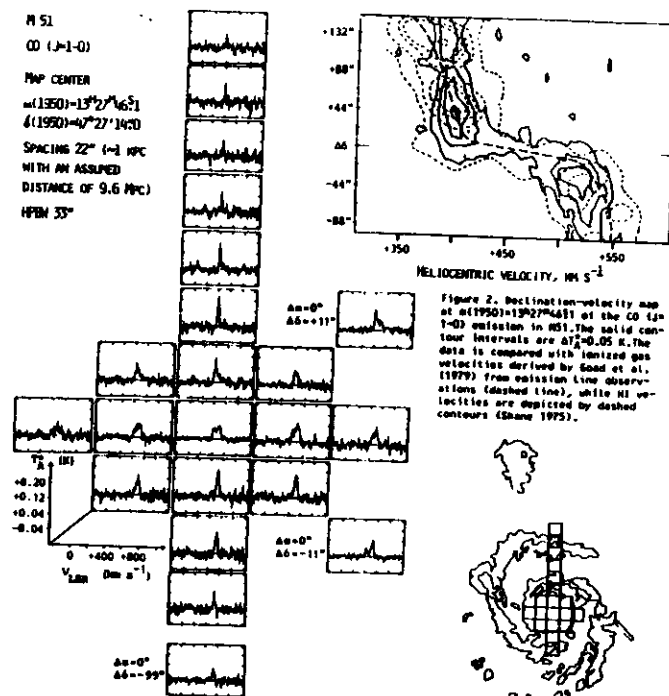 M 51
CO (J=1-0)
MAP CENTER
α(1950)=13ʰ27ᵐ46ˢ.1
δ(1950)=47°27'14".0
SPACING 22" (~1 KPC
WITH AN ASSUMED
DISTANCE OF 9.6 MPC)
HPBW 33"
+132"
+88"
+44"
Δδ
-44"
-88"
+350
+450
+550
HELIOCENTRIC VELOCITY, KM S⁻¹
Figure 2. Declination-velocity map
at α(1950)=13ʰ27ᵐ46ˢ.1 of the CO (J=
1-0) emission in M51. The solid con-
tour intervals are ΔT*A=0.05 K. The
data is compared with ionized gas
velocities derived by Goad et al.
(1979) from emission line observ-
ations (dashed line), while HI ve-
locities are depicted by dashed
contours (Shane 1975).
Δα=0"
Δδ=+11"
T*A (K)
+0.20
+0.12
+0.04
-0.04
0 +400 +800
V LSR (km s⁻¹)
Δα=0"
Δδ=-11"
Δα=0"
Δδ=-99"